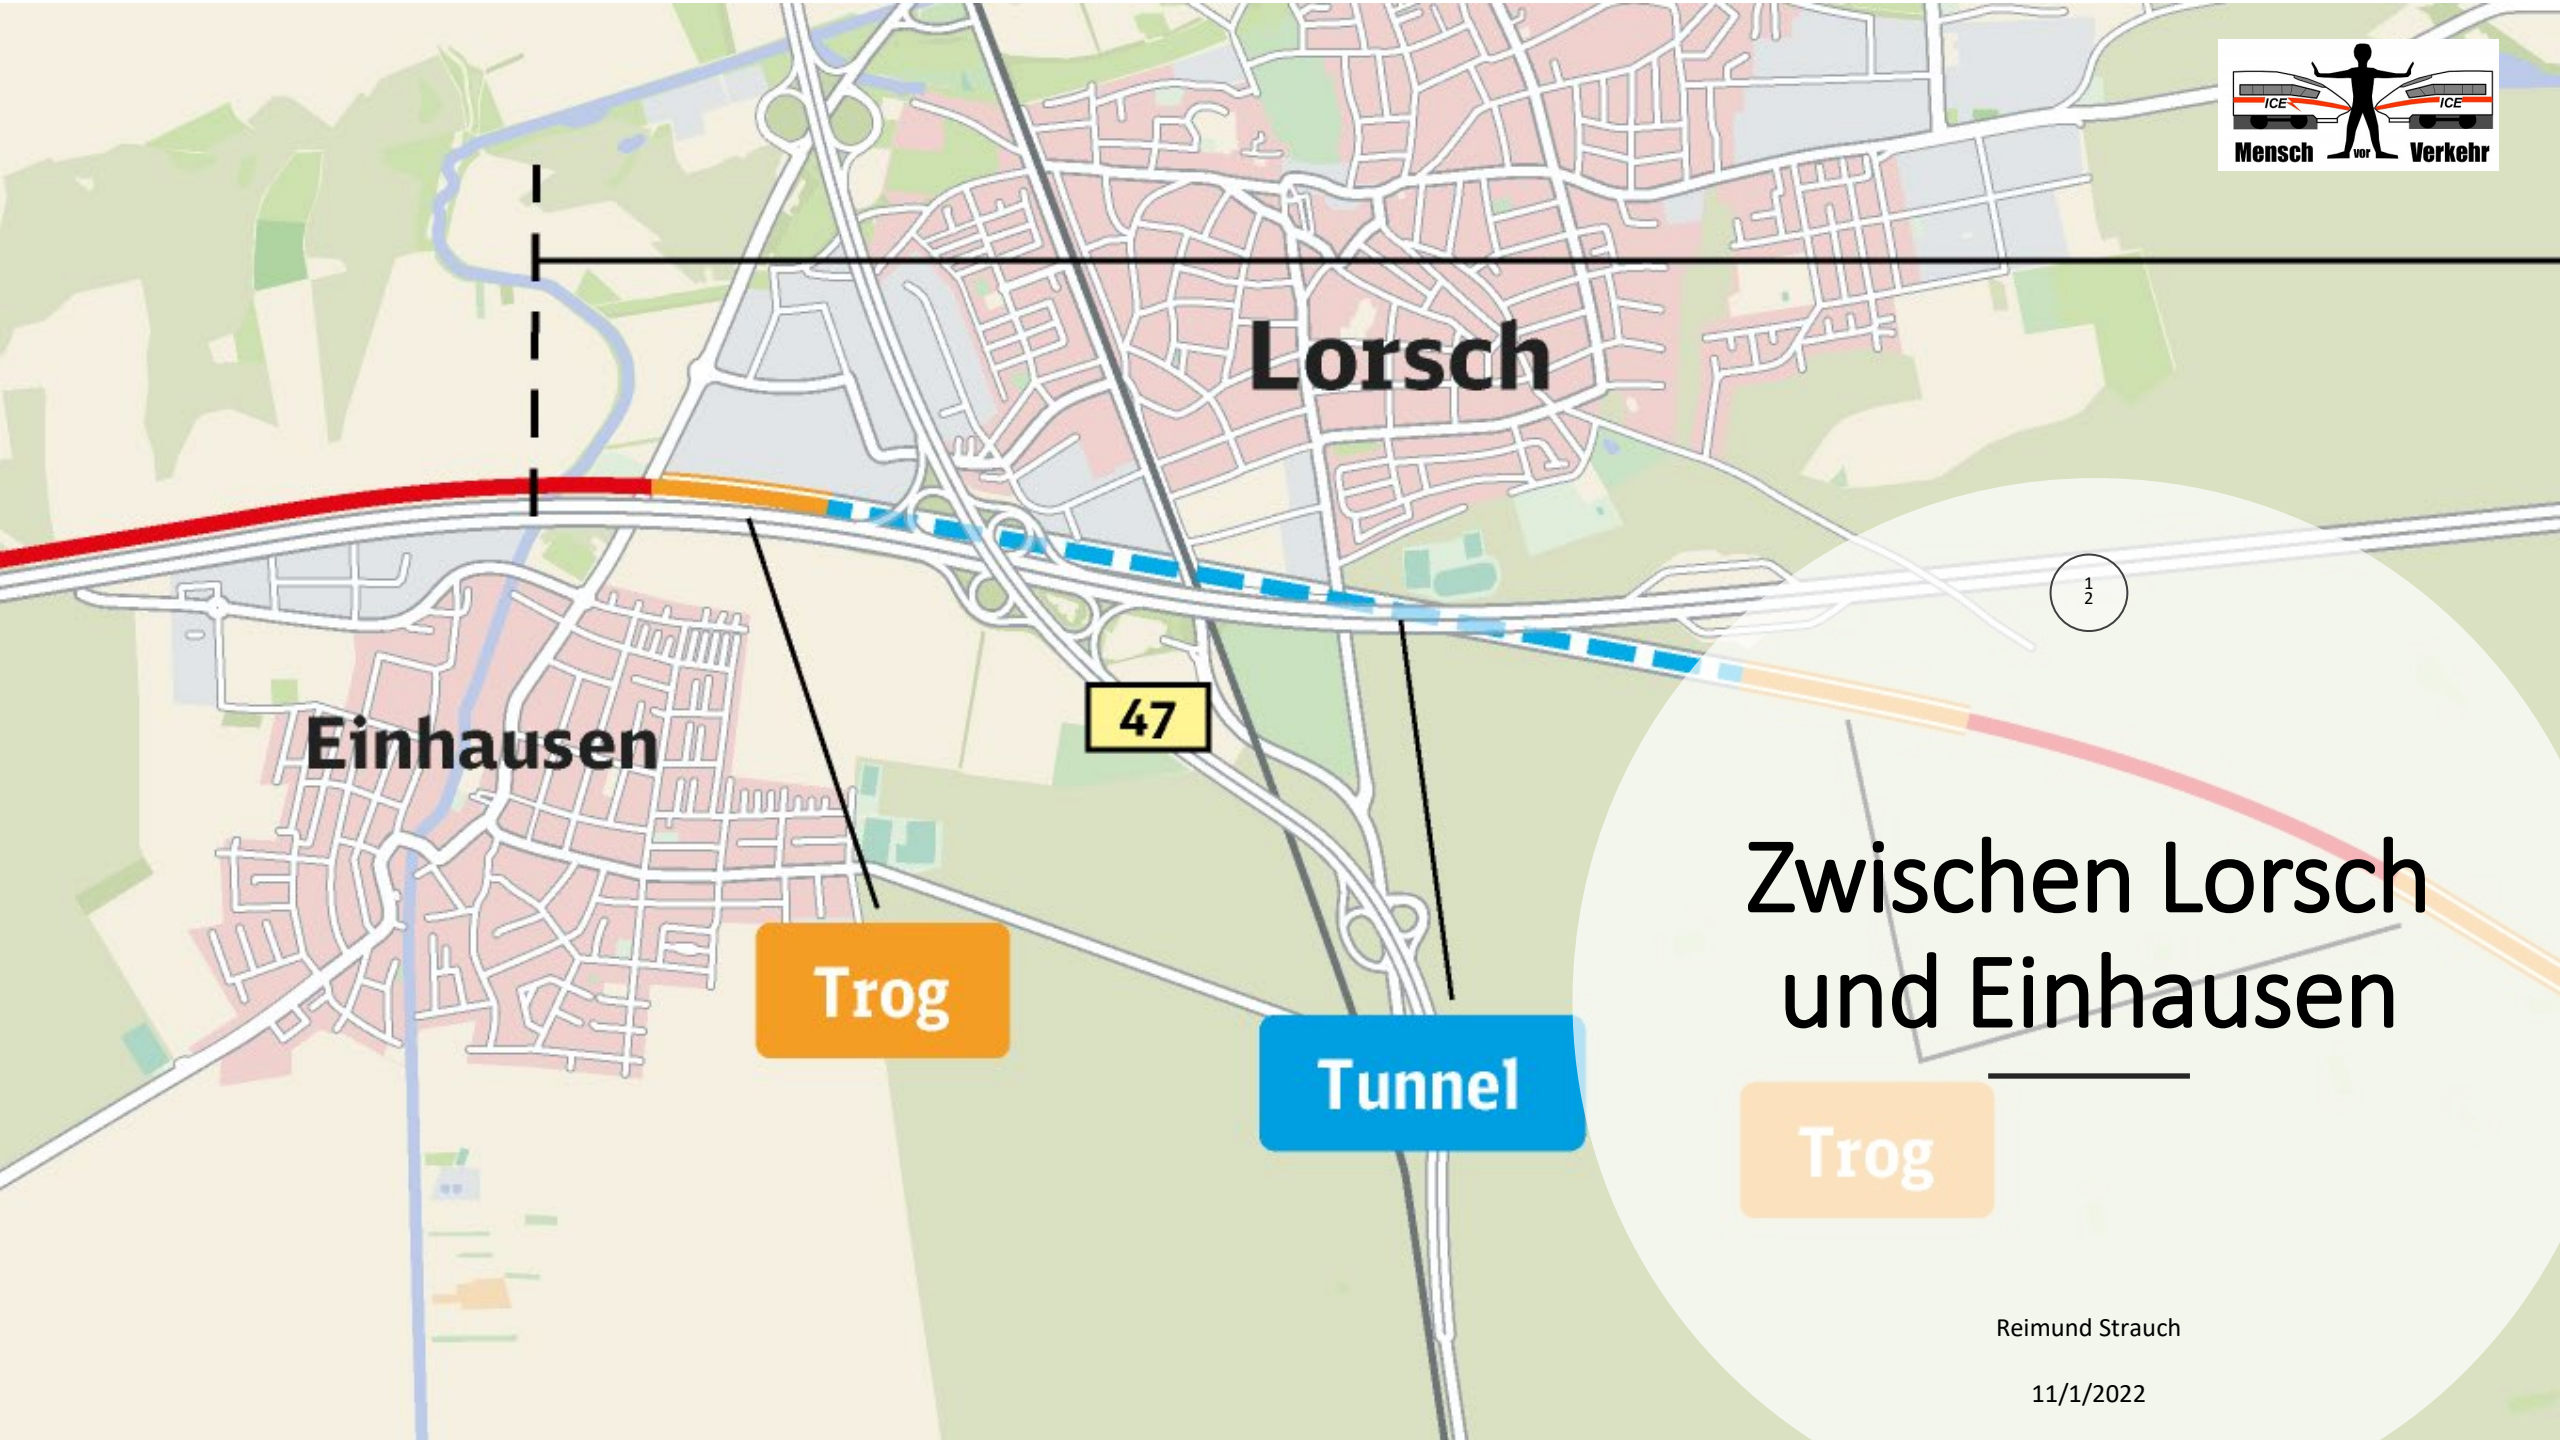 ICE ICE
Mensch vor Verkehr
Lorsch
1
2
47
Einhausen
Zwischen Lorsch
und Einhausen
Trog
Tunnel
Trog
Reimund Strauch
11/1/2022